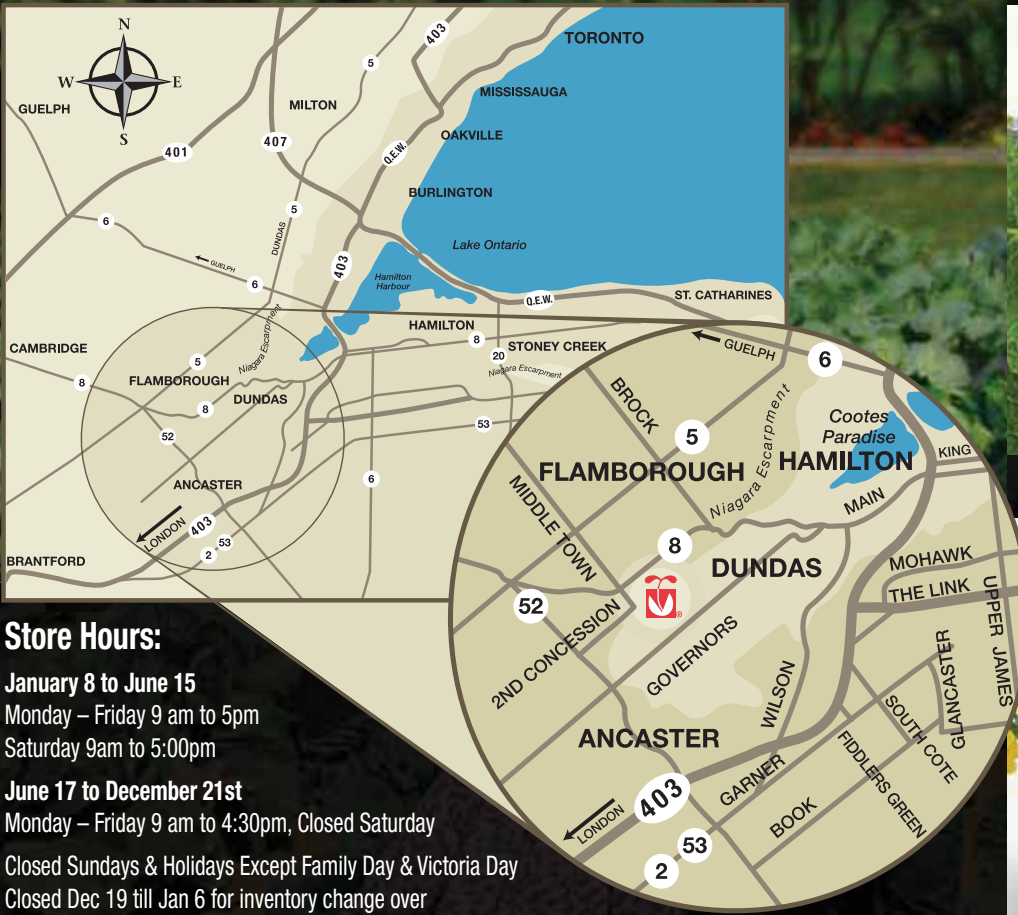 N
W
E
S
TORONTO
403
5
GUELPH
MILTON
MISSISSAUGA
401
407
OAKVILLE
Q.E.W.
BURLINGTON
6
5
DUNDAS
Lake Ontario
GUELPH
403
Hamilton
Harbour
6
Q.E.W.
ST. CATHARINES
HAMILTON
8
STONEY CREEK
20
Niagara Escarpment
Niagara Escarpment
CAMBRIDGE
5
8
FLAMBOROUGH
DUNDAS
8
52
53
ANCASTER
6
LONDON
403
53
2
BRANTFORD
GUELPH
6
BROCK
5
Niagara Escarpment
Cootes
Paradise
FLAMBOROUGH
HAMILTON
KING
MIDDLE TOWN
MAIN
8
DUNDAS
MOHAWK
THE LINK
52
®
2ND CONCESSION
GOVERNORS
UPPER JAMES
WILSON
GLANCASTER
SOUTH COTE
ANCASTER
FIDDLERS GREEN
GARNER
403
LONDON
BOOK
53
2
Store Hours:
January 8 to June 15
Monday – Friday 9 am to 5pm
Saturday 9am to 5:00pm
June 17 to December 21st
Monday – Friday 9 am to 4:30pm, Closed Saturday
Closed Sundays & Holidays Except Family Day & Victoria Day
Closed Dec 19 till Jan 6 for inventory change over